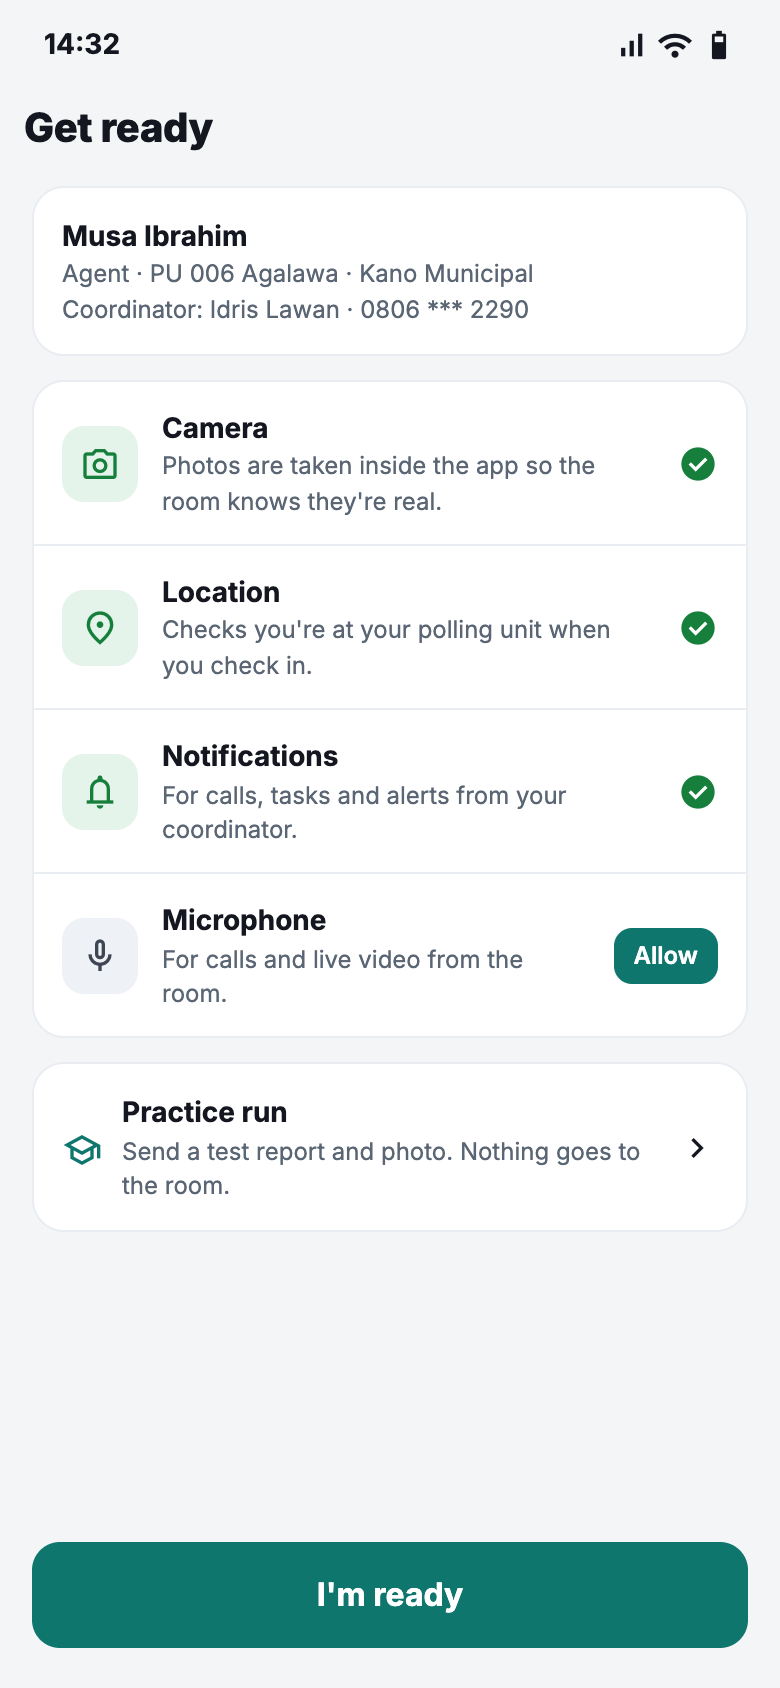 14:32
Get ready
Musa Ibrahim
Agent · PU 006 Agalawa · Kano Municipal
Coordinator: Idris Lawan · 0806 *** 2290
Camera
Photos are taken inside the app so the
room knows they're real.
Location
Checks you're at your polling unit when
you check in.
Notifications
For calls, tasks and alerts from your
coordinator.
Microphone
For calls and live video from the
room.
Allow
Practice run
Send a test report and photo. Nothing goes to
the room.
I'm ready